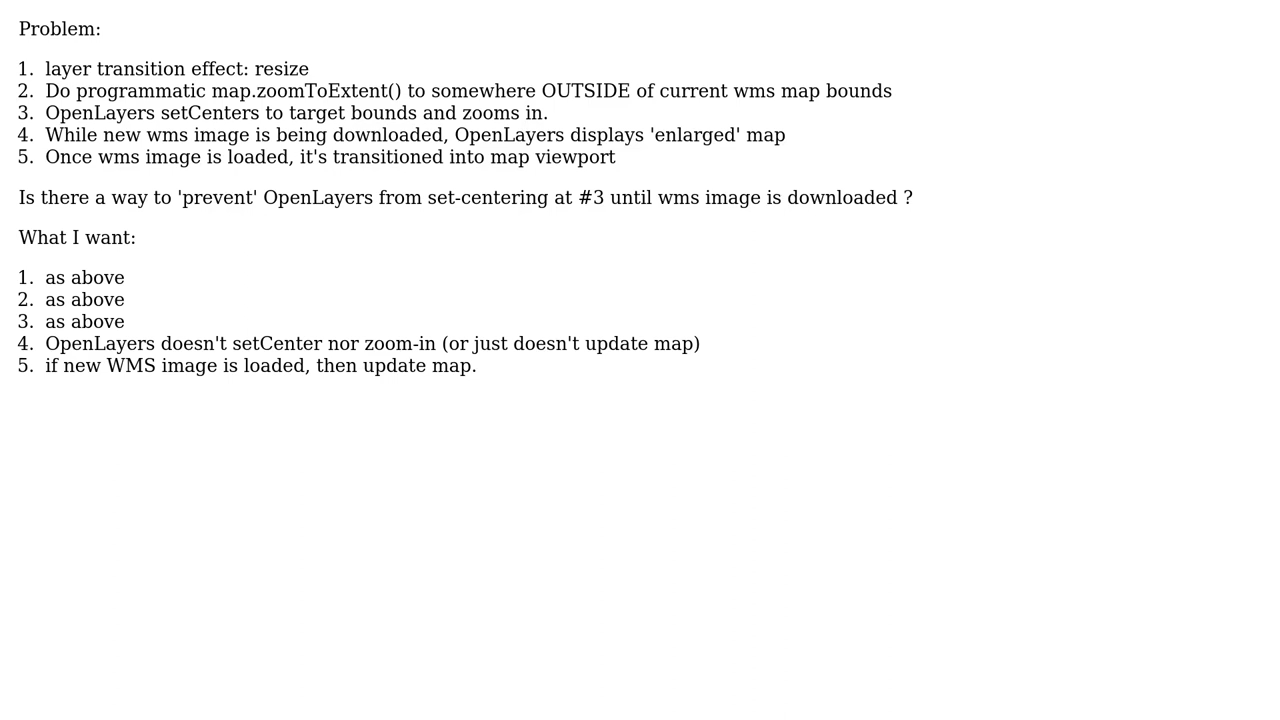 Problem:
1. layer transition effect: resize
2. Do programmatic map.zoomToExtent() to somewhere OUTSIDE of current wms map bounds
3. OpenLayers setCenters to target bounds and zooms in.
4. While new wms image is being downloaded, OpenLayers displays 'enlarged' map
5. Once wms image is loaded, it's transitioned into map viewport
Is there a way to 'prevent' OpenLayers from set-centering at #3 until wms image is downloaded ?
What I want:
1. as above
2. as above
3. as above
4. OpenLayers doesn't setCenter nor zoom-in (or just doesn't update map)
5. if new WMS image is loaded, then update map.